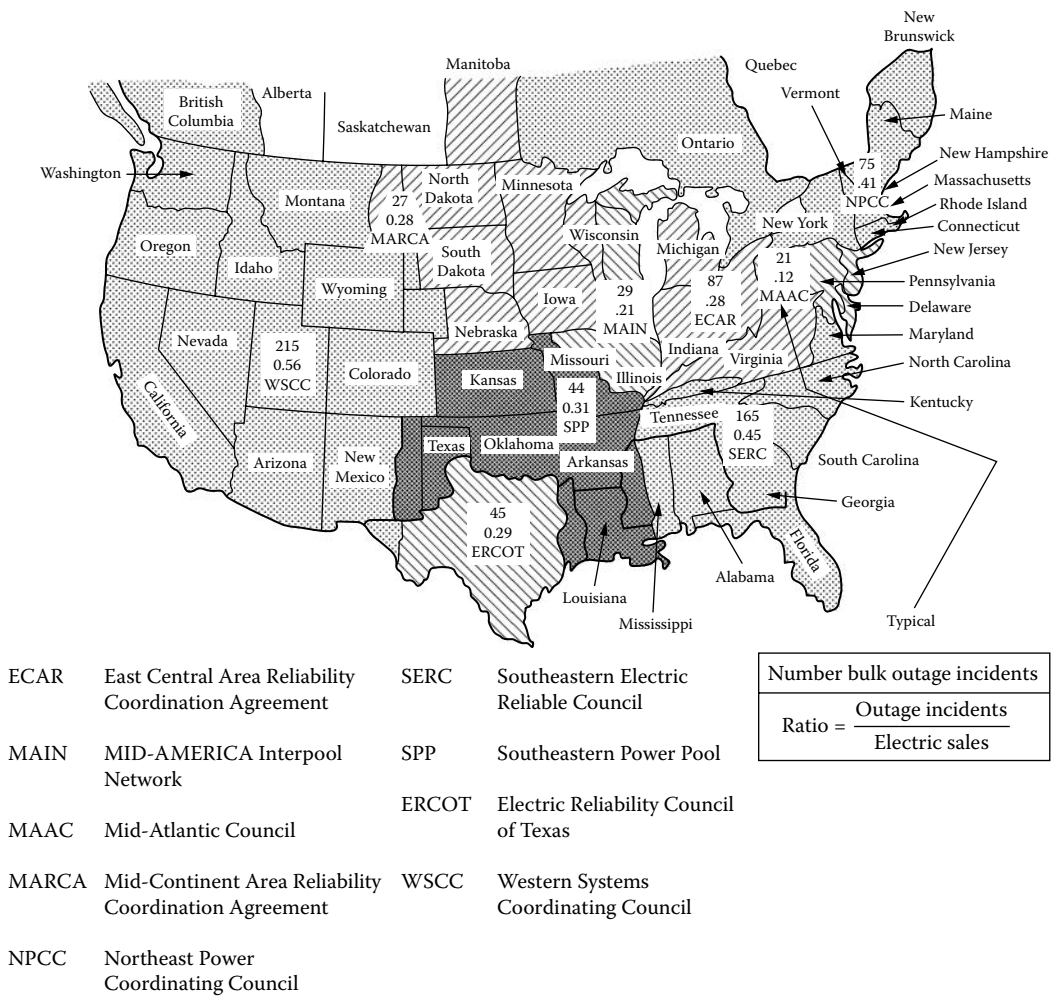 New
Brunswick
Manitoba
Quebec
Vermont
Alberta
British
Columbia
Saskatchewan
Ontario
Maine
Washington
75
.41
NPCC
New Hampshire
Massachusetts
Rhode Island
Connecticut
New Jersey
Montana
27
0.28
MARCA
North
Dakota
Minnesota
Wisconsin
Michigan
New York
Oregon
Idaho
Wyoming
South
Dakota
Iowa
29
.21
MAIN
87
.28
ECAR
21
.12
MAAC
Pennsylvania
Delaware
Maryland
Nevada
215
0.56
WSCC
Colorado
Nebraska
Kansas
Missouri
Illinois
Indiana
Virginia
North Carolina
Kentucky
California
44
0.31
SPP
Tennessee
165
0.45
SERC
Arizona
New
Mexico
Texas
Oklahoma
Arkansas
South Carolina
Georgia
45
0.29
ERCOT
Florida
Alabama
Louisiana
Mississippi
Typical
ECAR East Central Area Reliability
Coordination Agreement
MAIN MID-AMERICA Interpool
Network
MAAC Mid-Atlantic Council
MARCA Mid-Continent Area Reliability
Coordination Agreement
NPCC Northeast Power
Coordinating Council
SERC Southeastern Electric
Reliable Council
SPP Southeastern Power Pool
ERCOT Electric Reliability Council
of Texas
WSCC Western Systems
Coordinating Council
Number bulk outage incidents
Ratio = Outage incidents
Electric sales